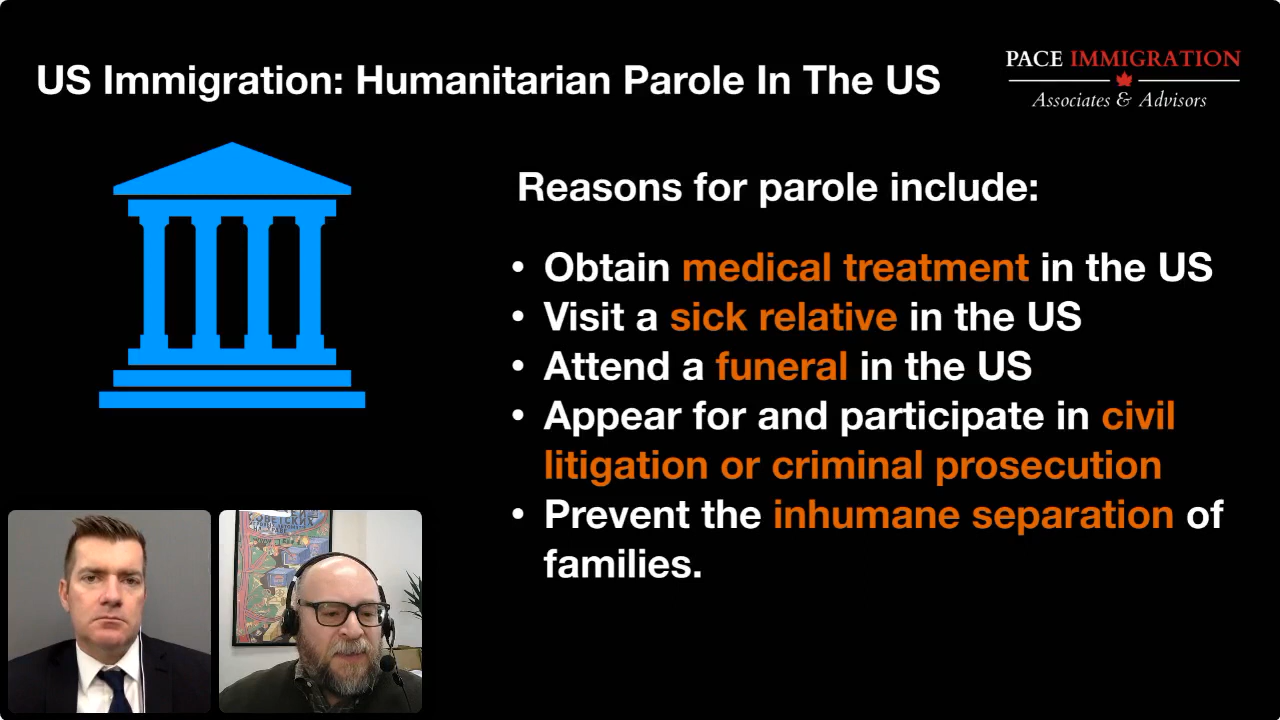 US Immigration: Humanitarian Parole In The US
PACE IMMIGRATION
Associates & Advisors
Reasons for parole include:
• Obtain medical treatment in the US
• Visit a sick relative in the US
• Attend a funeral in the US
• Appear for and participate in civil
litigation or criminal prosecution
• Prevent the inhumane separation of
families.
СОВЕТСКИХ